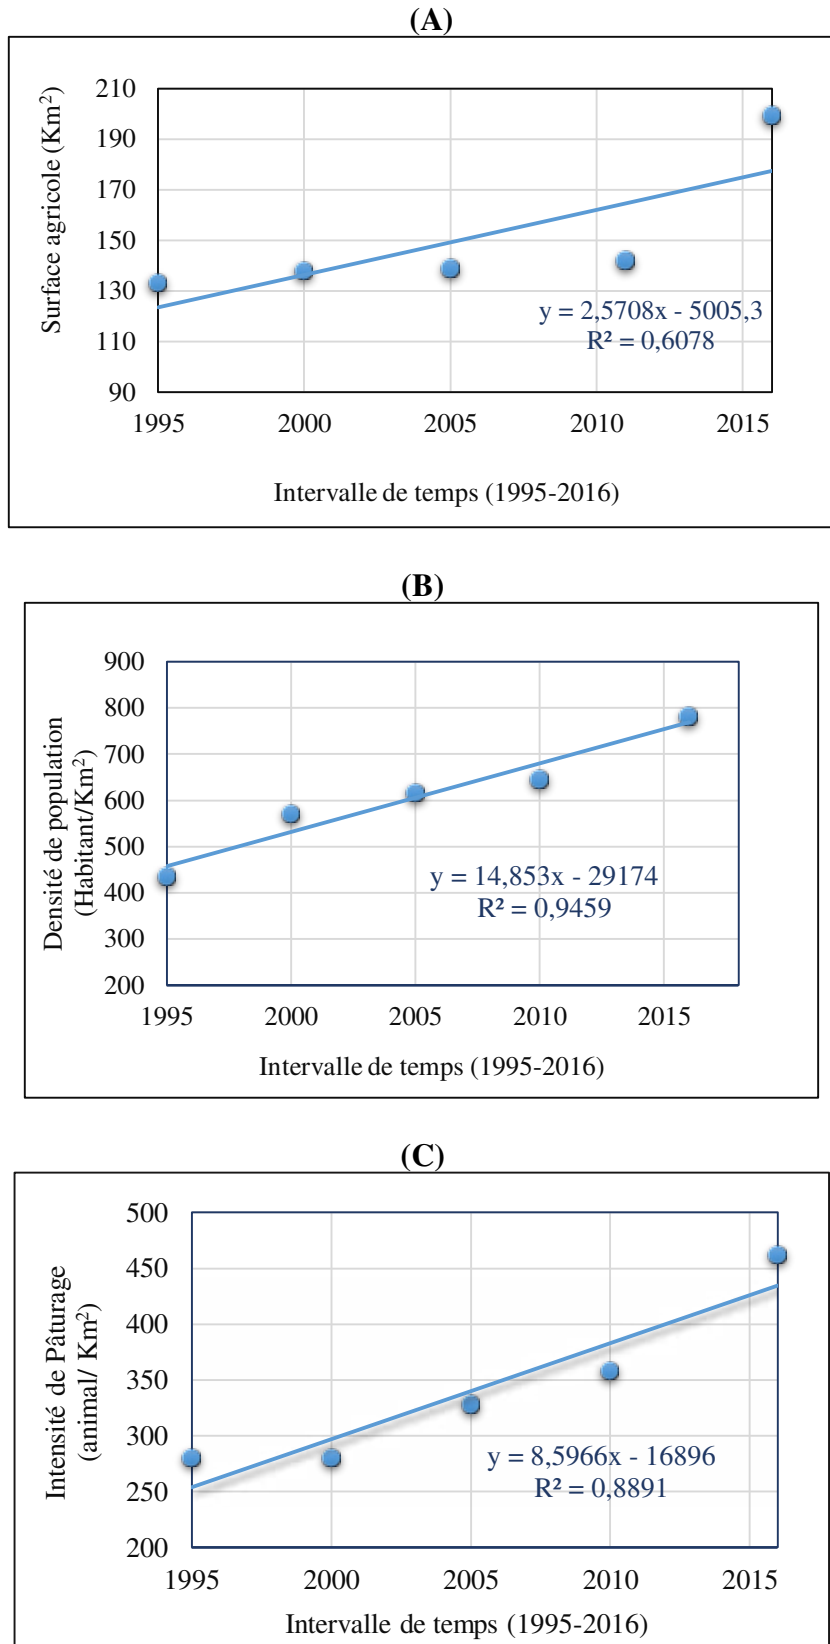 (A)
Surface agricole (Km²)
210
190
170
150
130
110
90
y = 2,5708x - 5005,3
R² = 0,6078
1995 2000 2005 2010 2015
Intervalle de temps (1995-2016)
(B)
Densité de population
(Habitant/Km²)
900
800
700
600
500
400
300
200
y = 14,853x - 29174
R² = 0,9459
1995 2000 2005 2010 2015
Intervalle de temps (1995-2016)
(C)
Intensité de Pâturage
(animal/ Km²)
500
450
400
350
300
250
200
y = 8,5966x - 16896
R² = 0,8891
1995 2000 2005 2010 2015
Intervalle de temps (1995-2016)